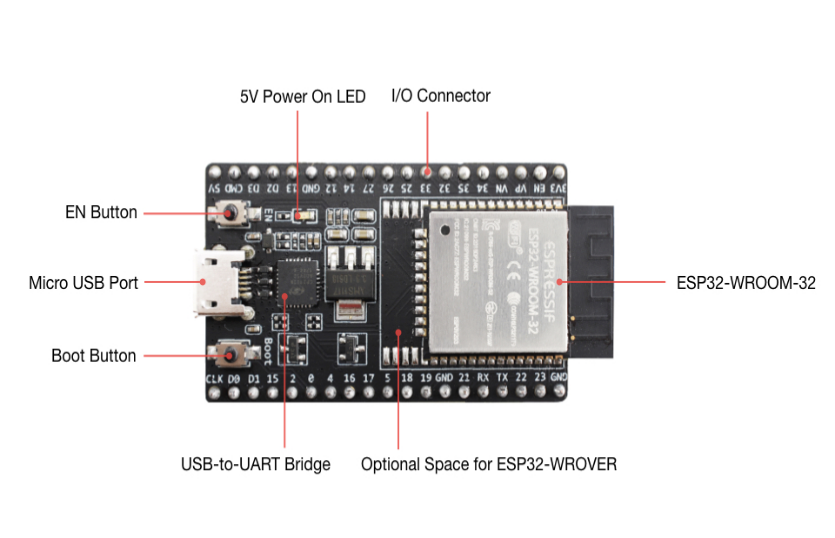 5V Power On LED
I/O Connector
5V CMD D3 D2 13 GND 12 14 27 26 25 33 32 35 34 VN VP EN 3V3
EN Button
EN
Micro USB Port
ESPRESSIF
ESP32-WROOM-32
ESP32-WROOM-32
Boot Button
Boot
CLK D0 D1 15 2 0 4 16 17 5 18 19 GND 21 RX TX 22 23 GND
USB-to-UART Bridge
Optional Space for ESP32-WROVER